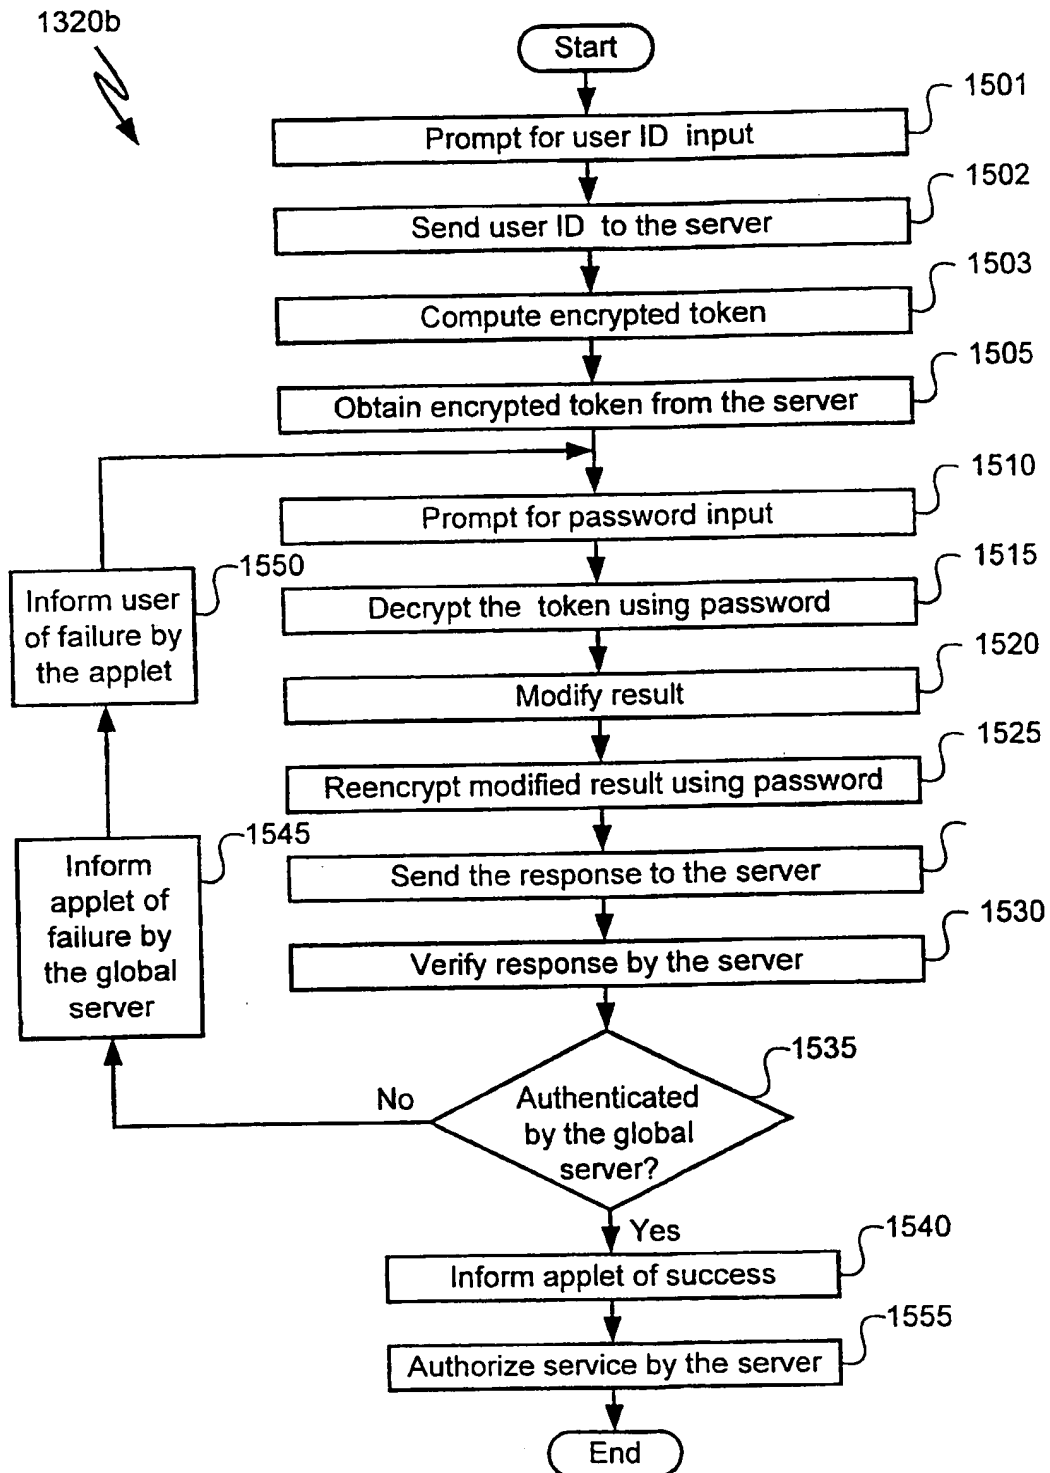 1320b
Start
1501
Prompt for user ID input
1502
Send user ID to the server
1503
Compute encrypted token
1505
Obtain encrypted token from the server
1510
Prompt for password input
1515
Decrypt the token using password
1520
Modify result
1525
Reencrypt modified result using password
Send the response to the server
1530
Verify response by the server
1535
Authenticated
by the global
server?
No
1545
Inform
applet of
failure by
the global
server
1550
Inform user
of failure by
the applet
Yes
1540
Inform applet of success
1555
Authorize service by the server
End